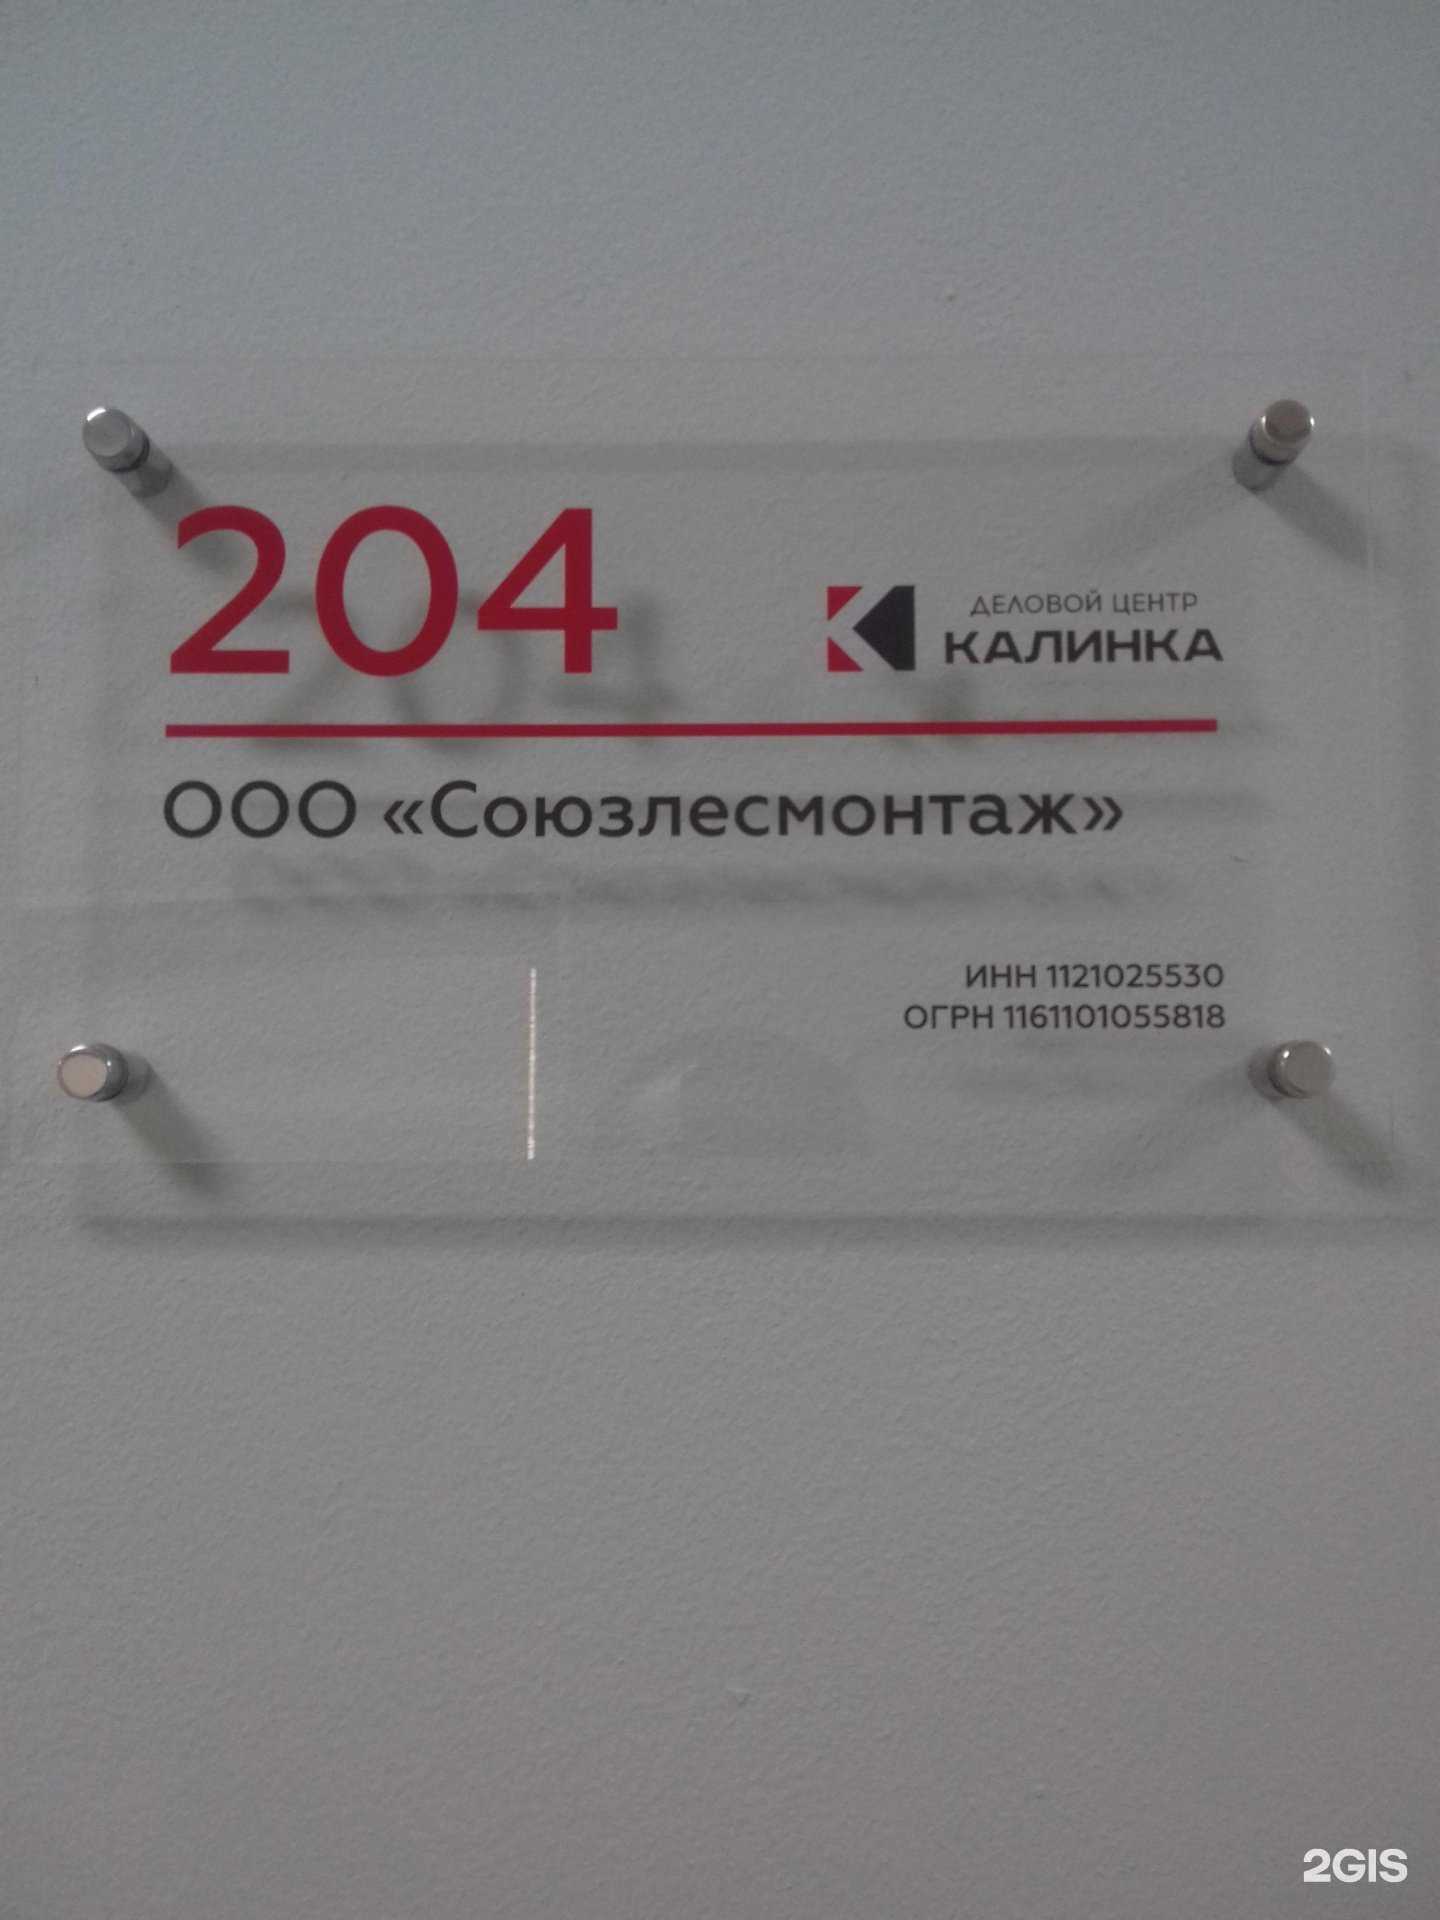 204
ДЕЛОВОЙ ЦЕНТР
КАЛИНКА
ООО «Союзлесмонтаж»
ИНН 1121025530
ОГРН 1161101055818
2GIS